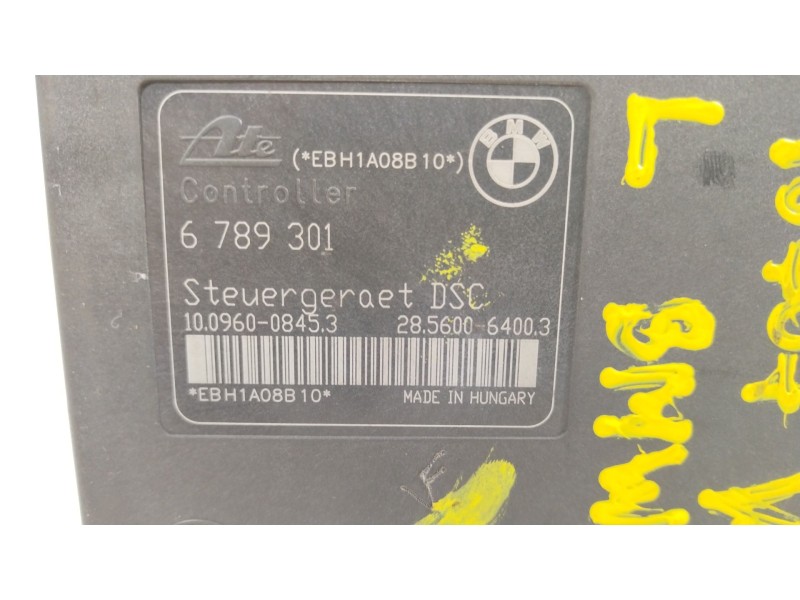 Ate (*EBH1A08B10*) BMW
Controller
6 789 301
Steuergeraet DSC
10.0960-0845.3 28.5600-6400.3
*EBH1A08B10* MADE IN HUNGARY
L BMW